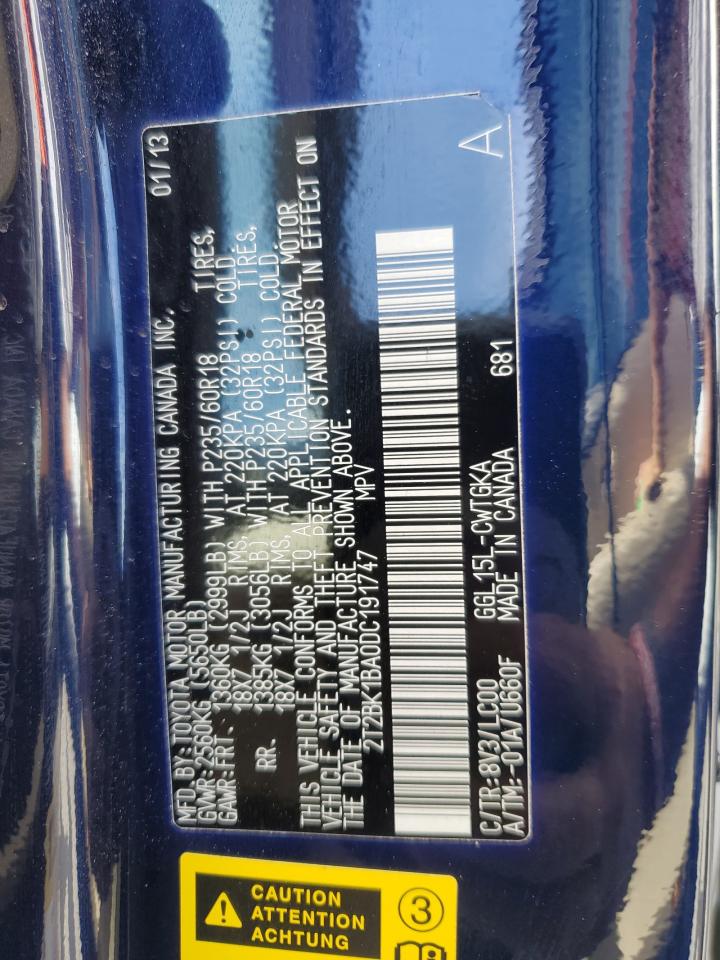 MFD. BY: TOYOTA MOTOR MANUFACTURING CANADA INC. 01/13
GVWR: 2560KG (5650LB)
GAWR: FRT. 1360KG (2999LB) WITH P235/60R18 TIRES,
18X7 1/2J RIMS, AT 220KPA (32PSI) COLD.
RR. 1385KG (3056LB) WITH P235/60R18 TIRES,
18X7 1/2J RIMS, AT 220KPA (32PSI) COLD.
THIS VEHICLE CONFORMS TO ALL APPLICABLE FEDERAL MOTOR
VEHICLE SAFETY AND THEFT PREVENTION STANDARDS IN EFFECT ON
THE DATE OF MANUFACTURE SHOWN ABOVE.
2T2BK1BA0DC191747 MPV
C/TR:8V3/LC00 GGL15L-CWTGKA 681
A/TM:-01A/U660F MADE IN CANADA
A
CAUTION
ATTENTION
ACHTUNG
3